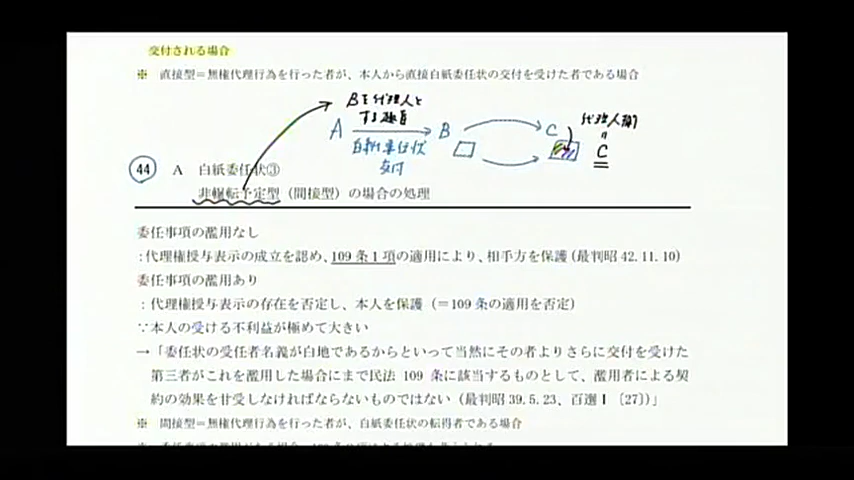 交付される場合
※ 直接型=無権代理行為を行った者が、本人から直接白紙委任状の交付を受けた者である場合
Bを代理人と
する趣旨
A B C 代理人欄
白紙委任状 〃
交付 C
44 A 白紙委任状③
非輾転予定型(間接型)の場合の処理
委任事項の濫用なし
:代理権授与表示の成立を認め、109条1項の適用により、相手方を保護(最判昭42.11.10)
委任事項の濫用あり
:代理権授与表示の存在を否定し、本人を保護(=109条の適用を否定)
∵本人の受ける不利益が極めて大きい
→「委任状の受任者名義が白地であるからといって当然にその者よりさらに交付を受けた
第三者がこれを濫用した場合にまで民法 109 条に該当するものとして、濫用者による契
約の効果を甘受しなければならないものではない(最判昭39.5.23、百選Ⅰ〔27〕)」
※ 間接型=無権代理行為を行った者が、白紙委任状の転得者である場合